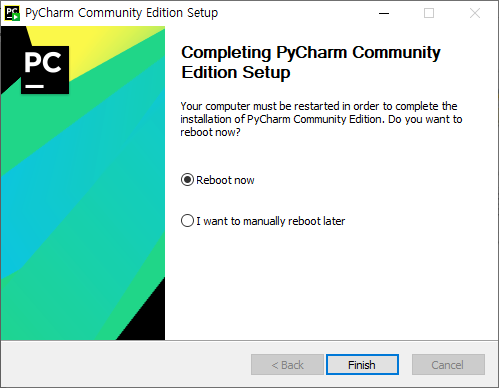 PyCharm Community Edition Setup
PC
Completing PyCharm Community
Edition Setup
Your computer must be restarted in order to complete the
installation of PyCharm Community Edition. Do you want to
reboot now?
Reboot now
I want to manually reboot later
< Back
Finish
Cancel